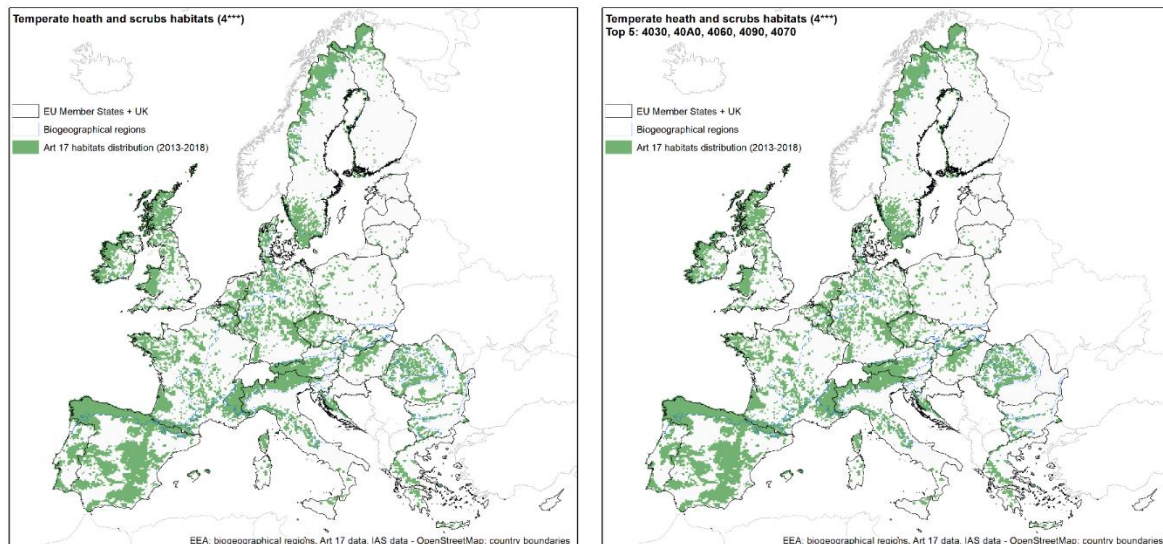 Temperate heath and scrubs habitats (4***)
EU Member States + UK
Biogeographical regions
Art 17 habitats distribution (2013-2018)
EEA: biogeographical regions, Art 17 data, IAS data - OpenStreetMap: country boundaries
Temperate heath and scrubs habitats (4***)
Top 5: 4030, 40A0, 4060, 4090, 4070
EU Member States + UK
Biogeographical regions
Art 17 habitats distribution (2013-2018)
EEA: biogeographical regions, Art 17 data, IAS data - OpenStreetMap: country boundaries